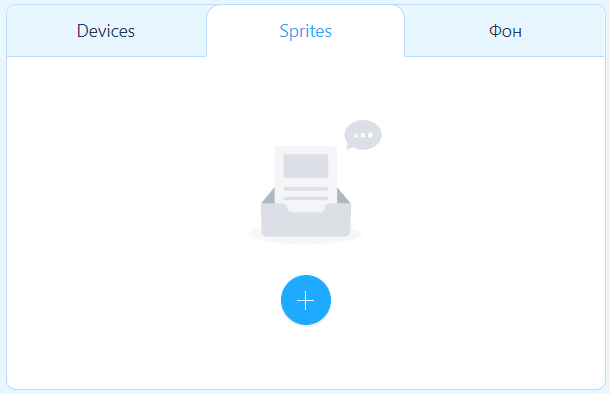 Devices
Sprites
Фон